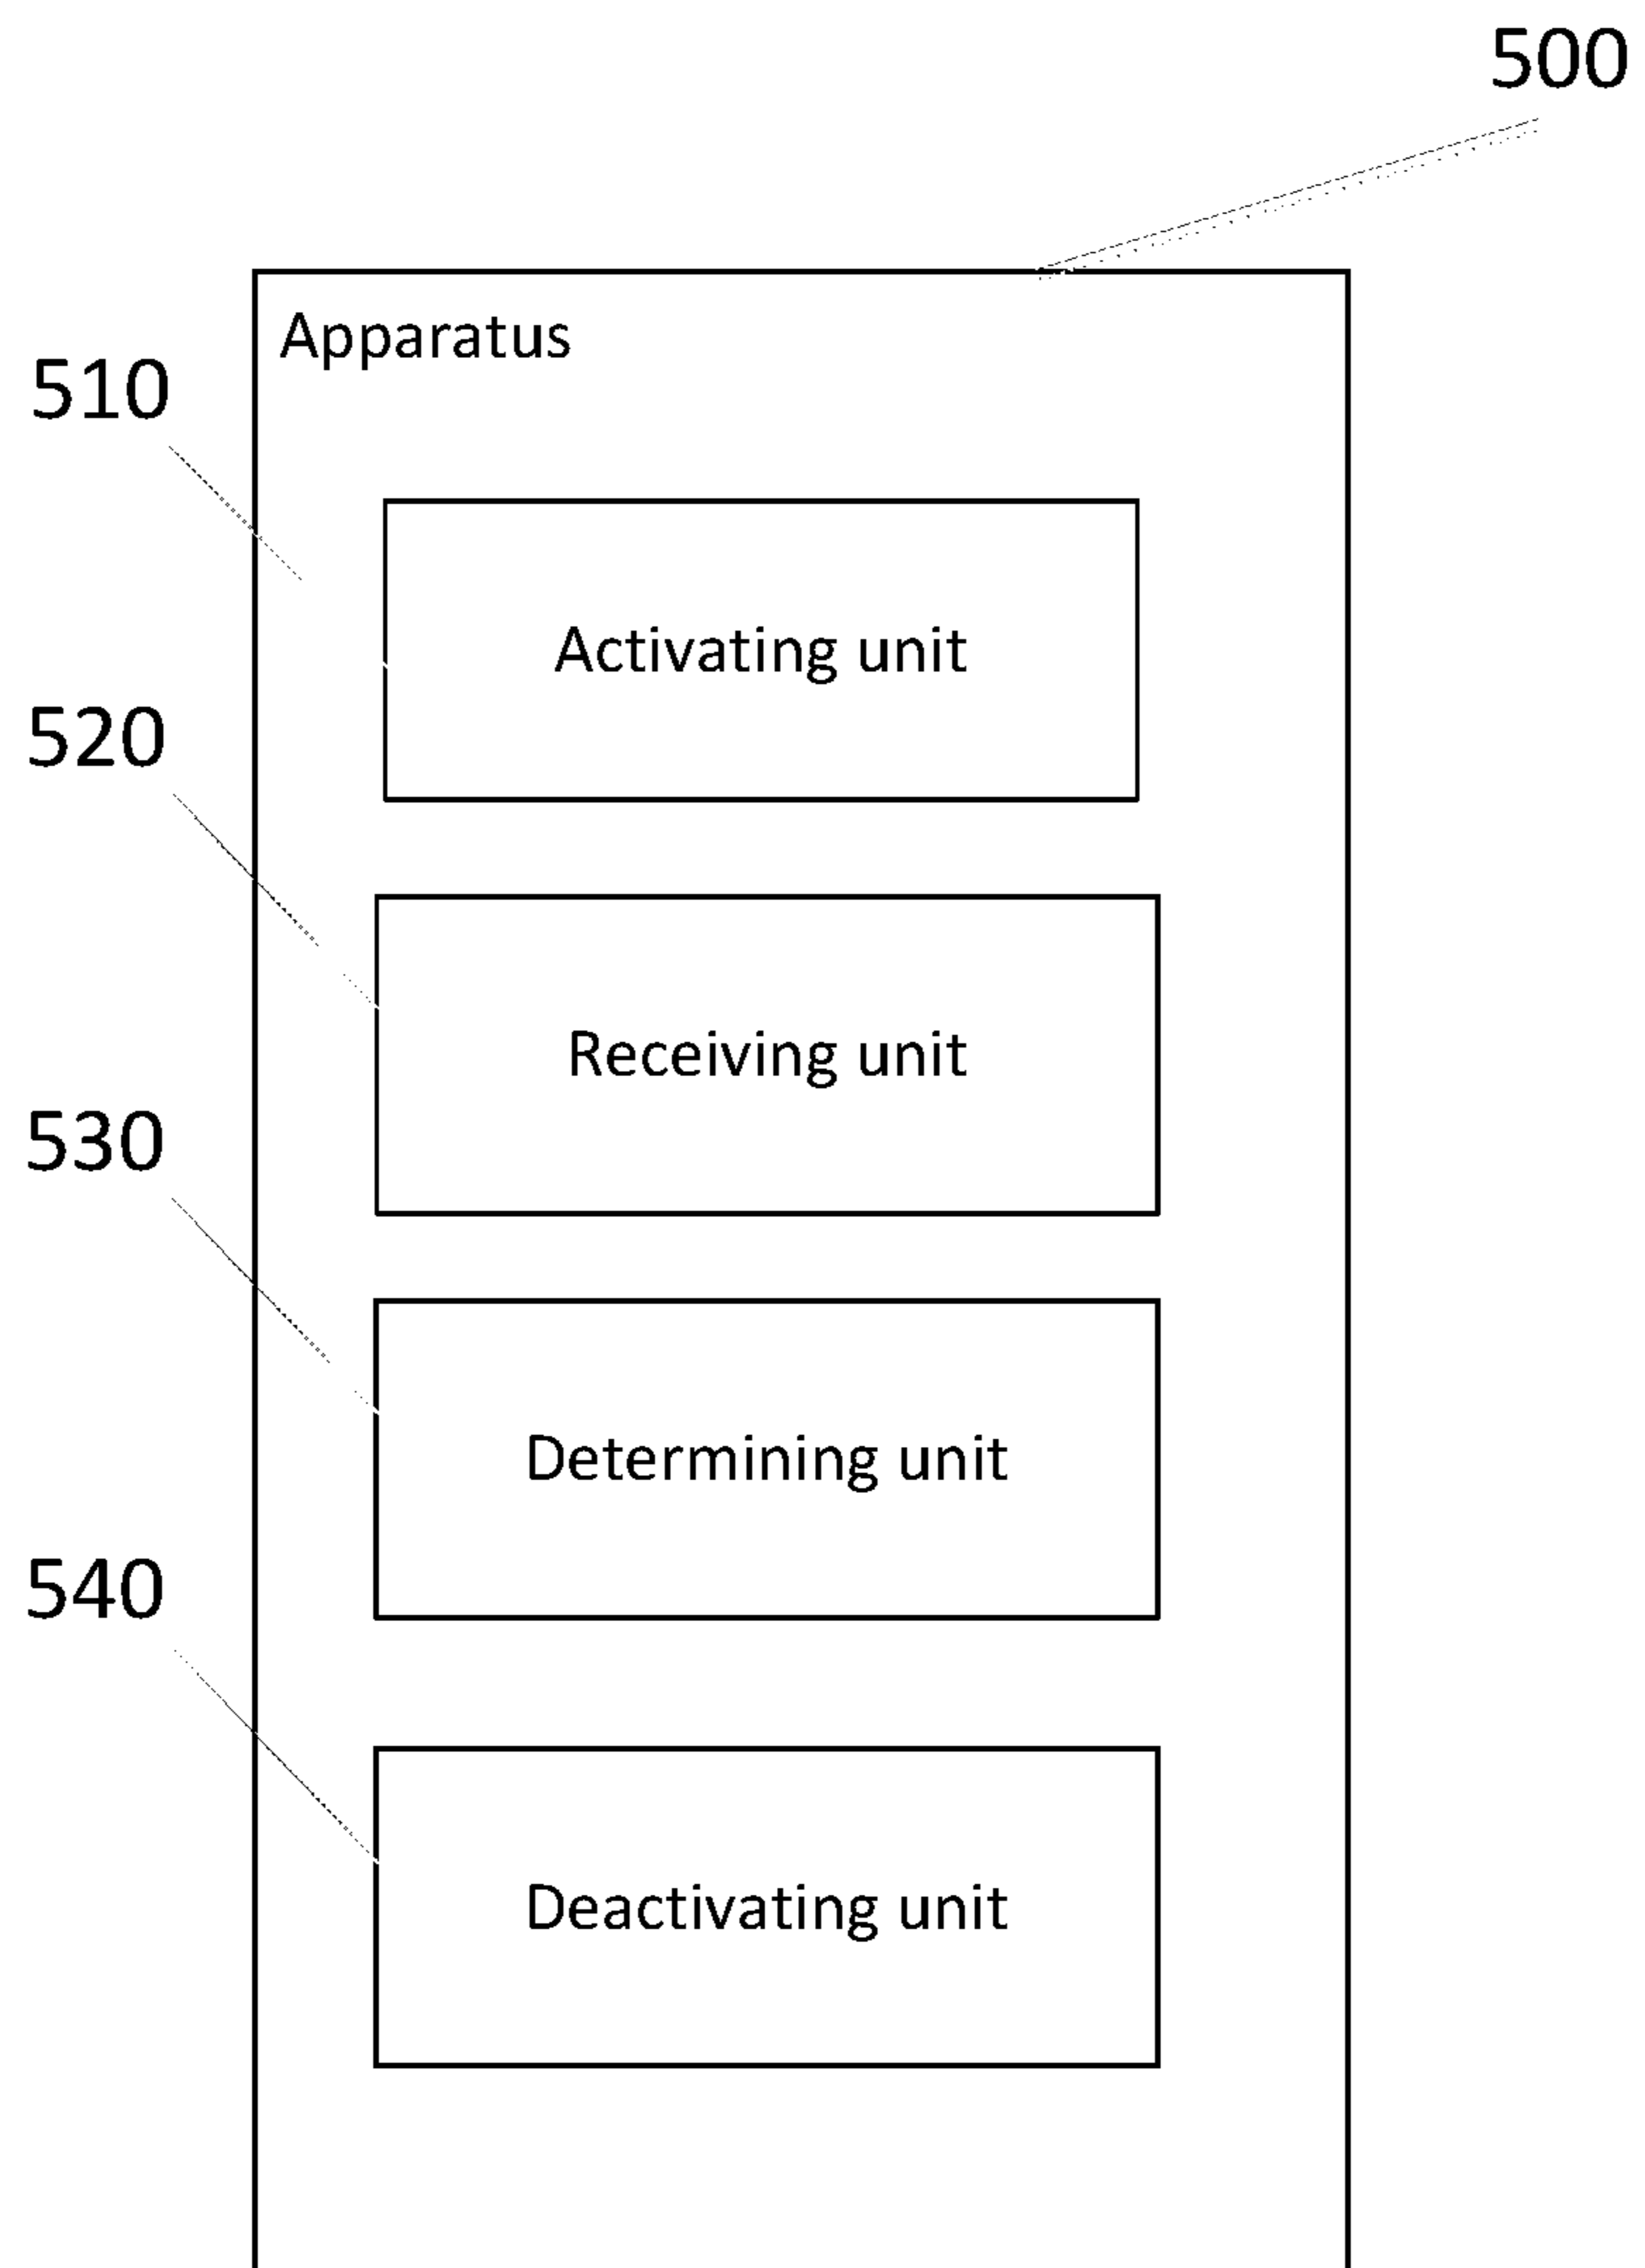 500
Apparatus
510
Activating unit
520
Receiving unit
530
Determining unit
540
Deactivating unit